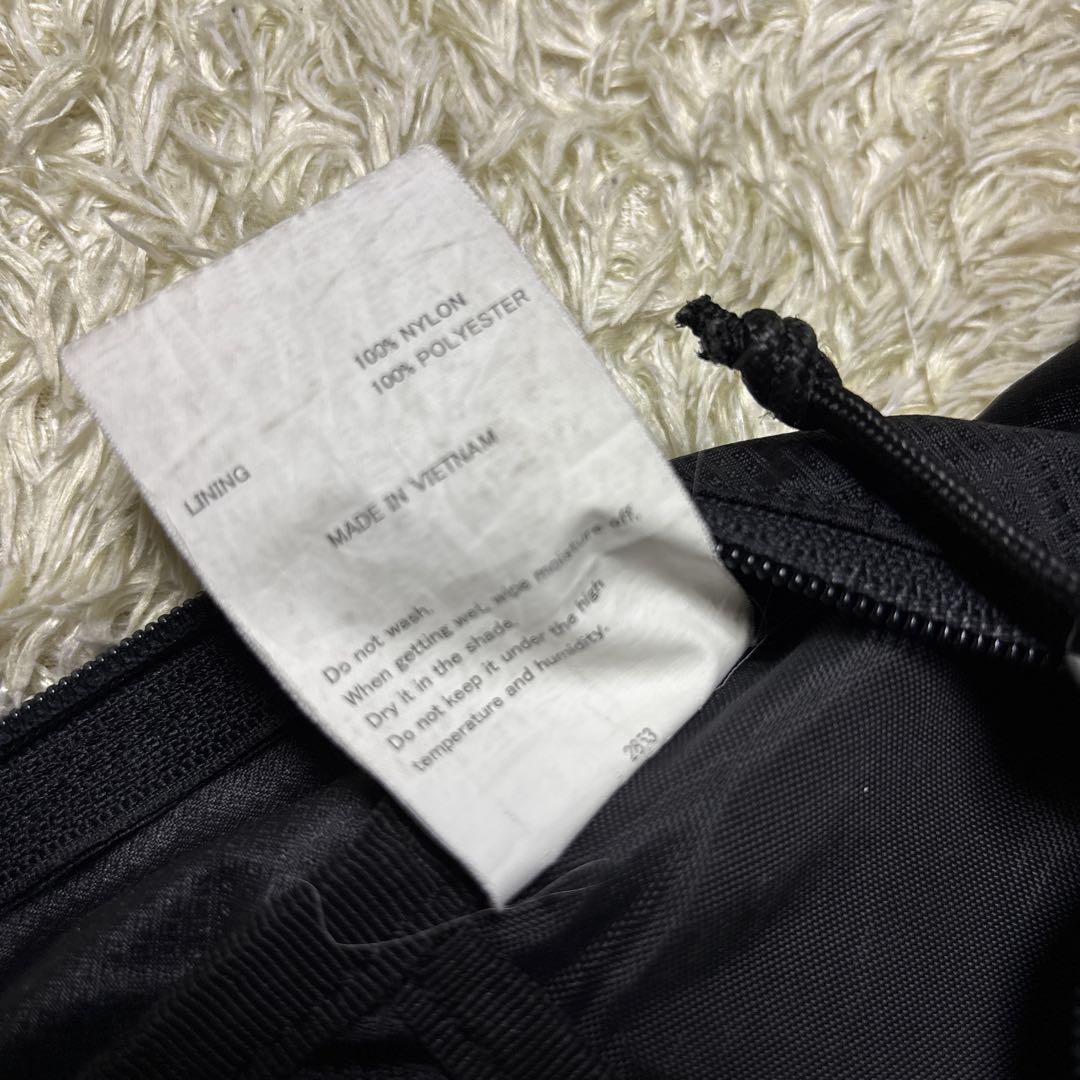 100% NYLON
LINING 100% POLYESTER
MADE IN VIETNAM
Do not wash.
When getting wet, wipe moisture off.
Dry it in the shade.
Do not keep it under the high
temperature and humidity.